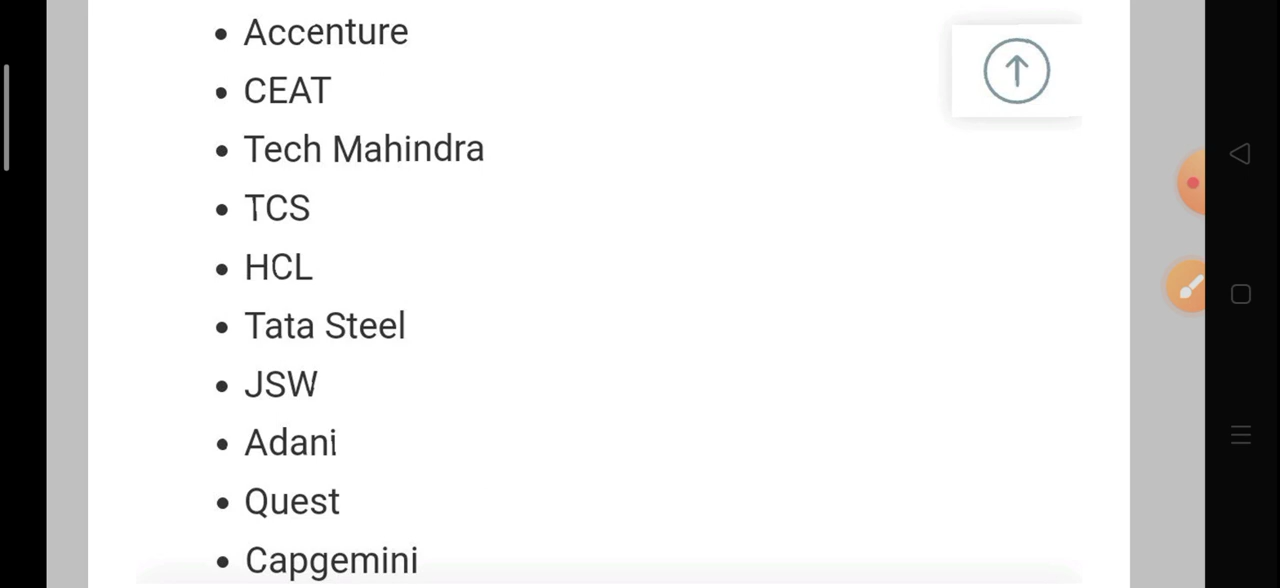 Accenture
CEAT
Tech Mahindra
TCS
HCL
Tata Steel
JSW
Adani
Quest
Capgemini